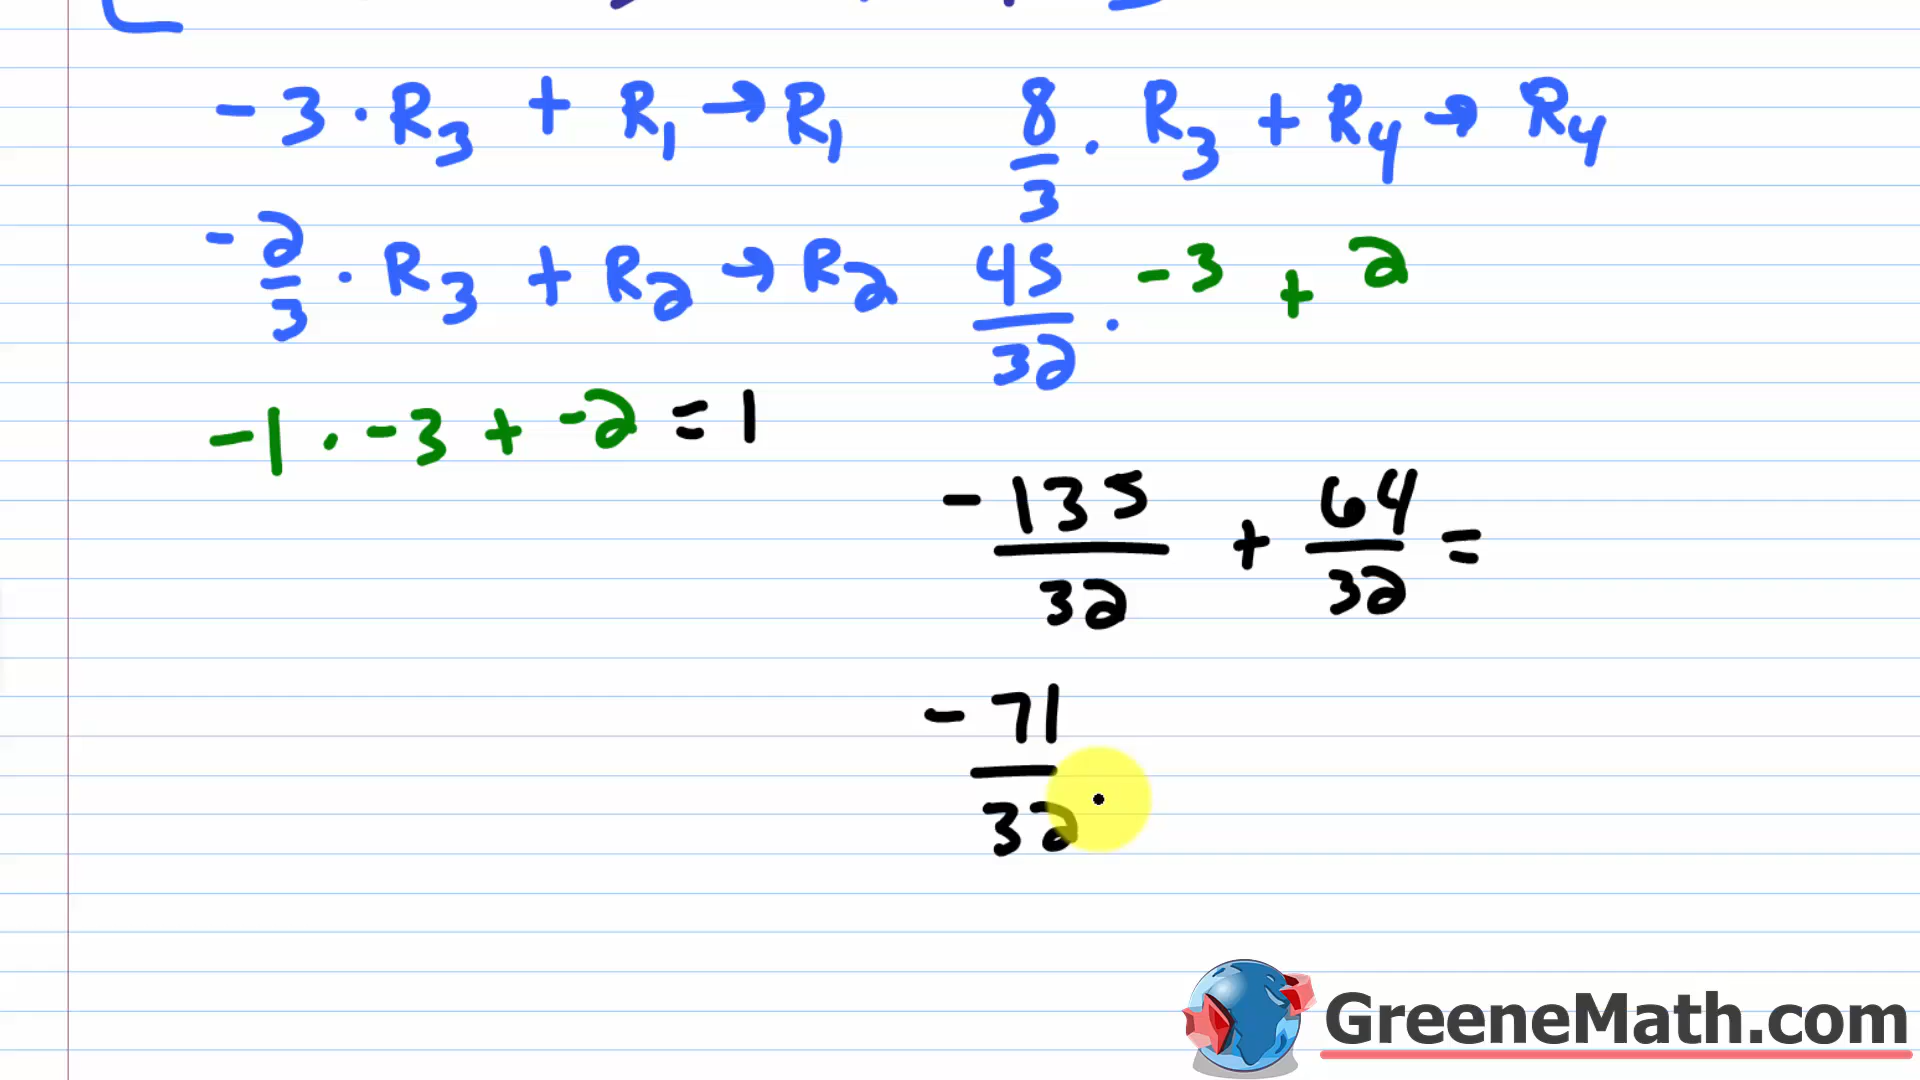 -3 · R₃ + R₁ → R₁
8/3 · R₃ + R₄ → R₄
-2/3 · R₃ + R₂ → R₂
45/32 · -3 + 2
-1 · -3 + -2 = 1
-135/32 + 64/32 =
-71/32
GreeneMath.com